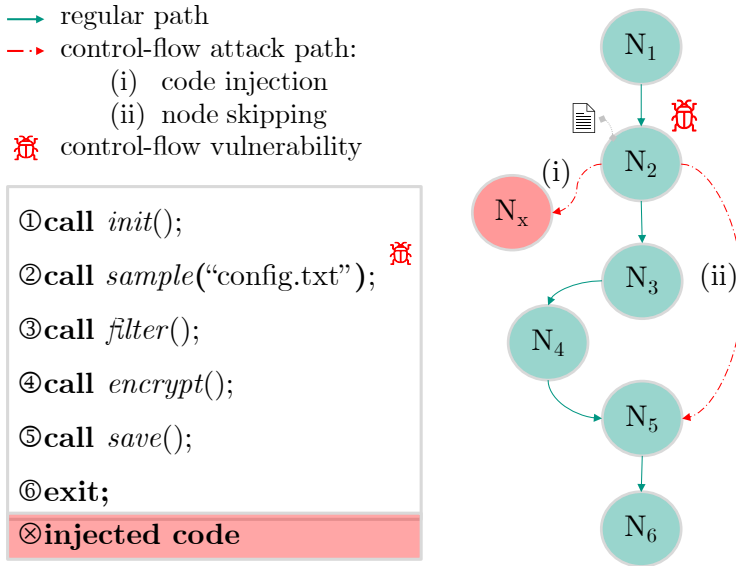 regular path
control-flow attack path:
(i) code injection
(ii) node skipping
control-flow vulnerability
①call init();
②call sample(“config.txt”);
③call filter();
④call encrypt();
⑤call save();
⑥exit;
⊗injected code
N₁
N₂
(i)
Nₓ
N₃
(ii)
N₄
N₅
N₆